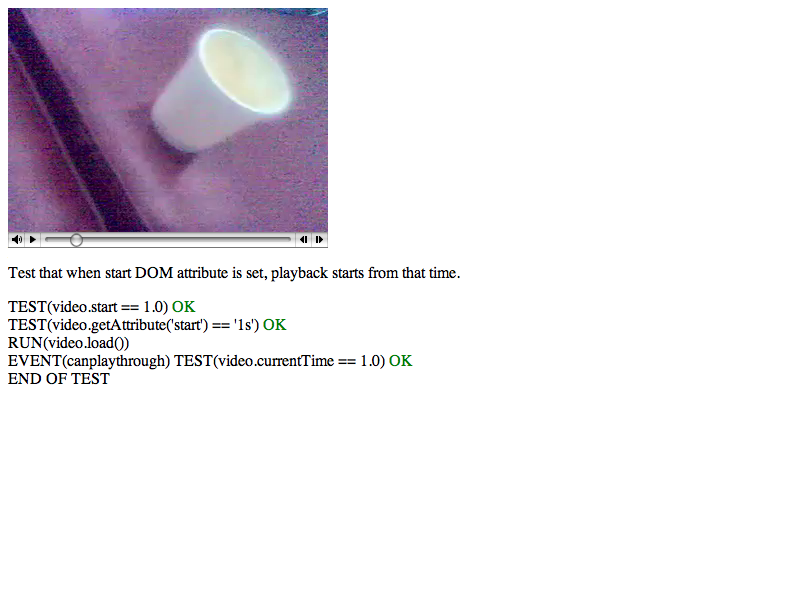 Test that when start DOM attribute is set, playback starts from that time.
TEST(video.start == 1.0) OK
TEST(video.getAttribute('start') == '1s') OK
RUN(video.load())
EVENT(canplaythrough) TEST(video.currentTime == 1.0) OK
END OF TEST